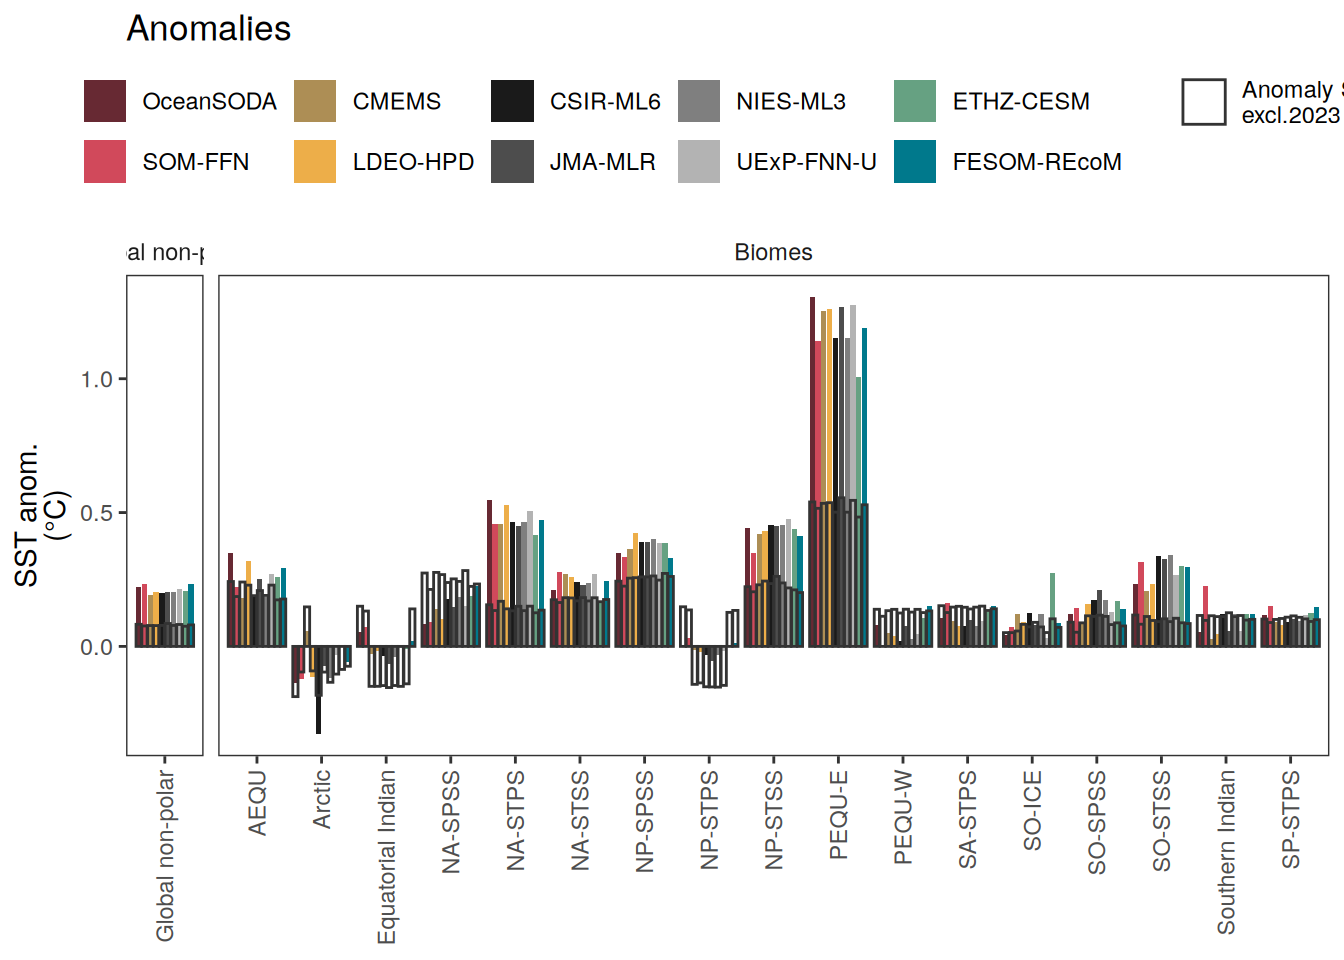 Anomalies
OceanSODA CMEMS CSIR-ML6 NIES-ML3 ETHZ-CESM Anomaly S
excl.2023
SOM-FFN LDEO-HPD JMA-MLR UExP-FNN-U FESOM-REcoM
al non-p Biomes
SST anom.
(°C)
1.0
0.5
0.0
Global non-polar
AEQU
Arctic
Equatorial Indian
NA-SPSS
NA-STPS
NA-STSS
NP-SPSS
NP-STPS
NP-STSS
PEQU-E
PEQU-W
SA-STPS
SO-ICE
SO-SPSS
SO-STSS
Southern Indian
SP-STPS